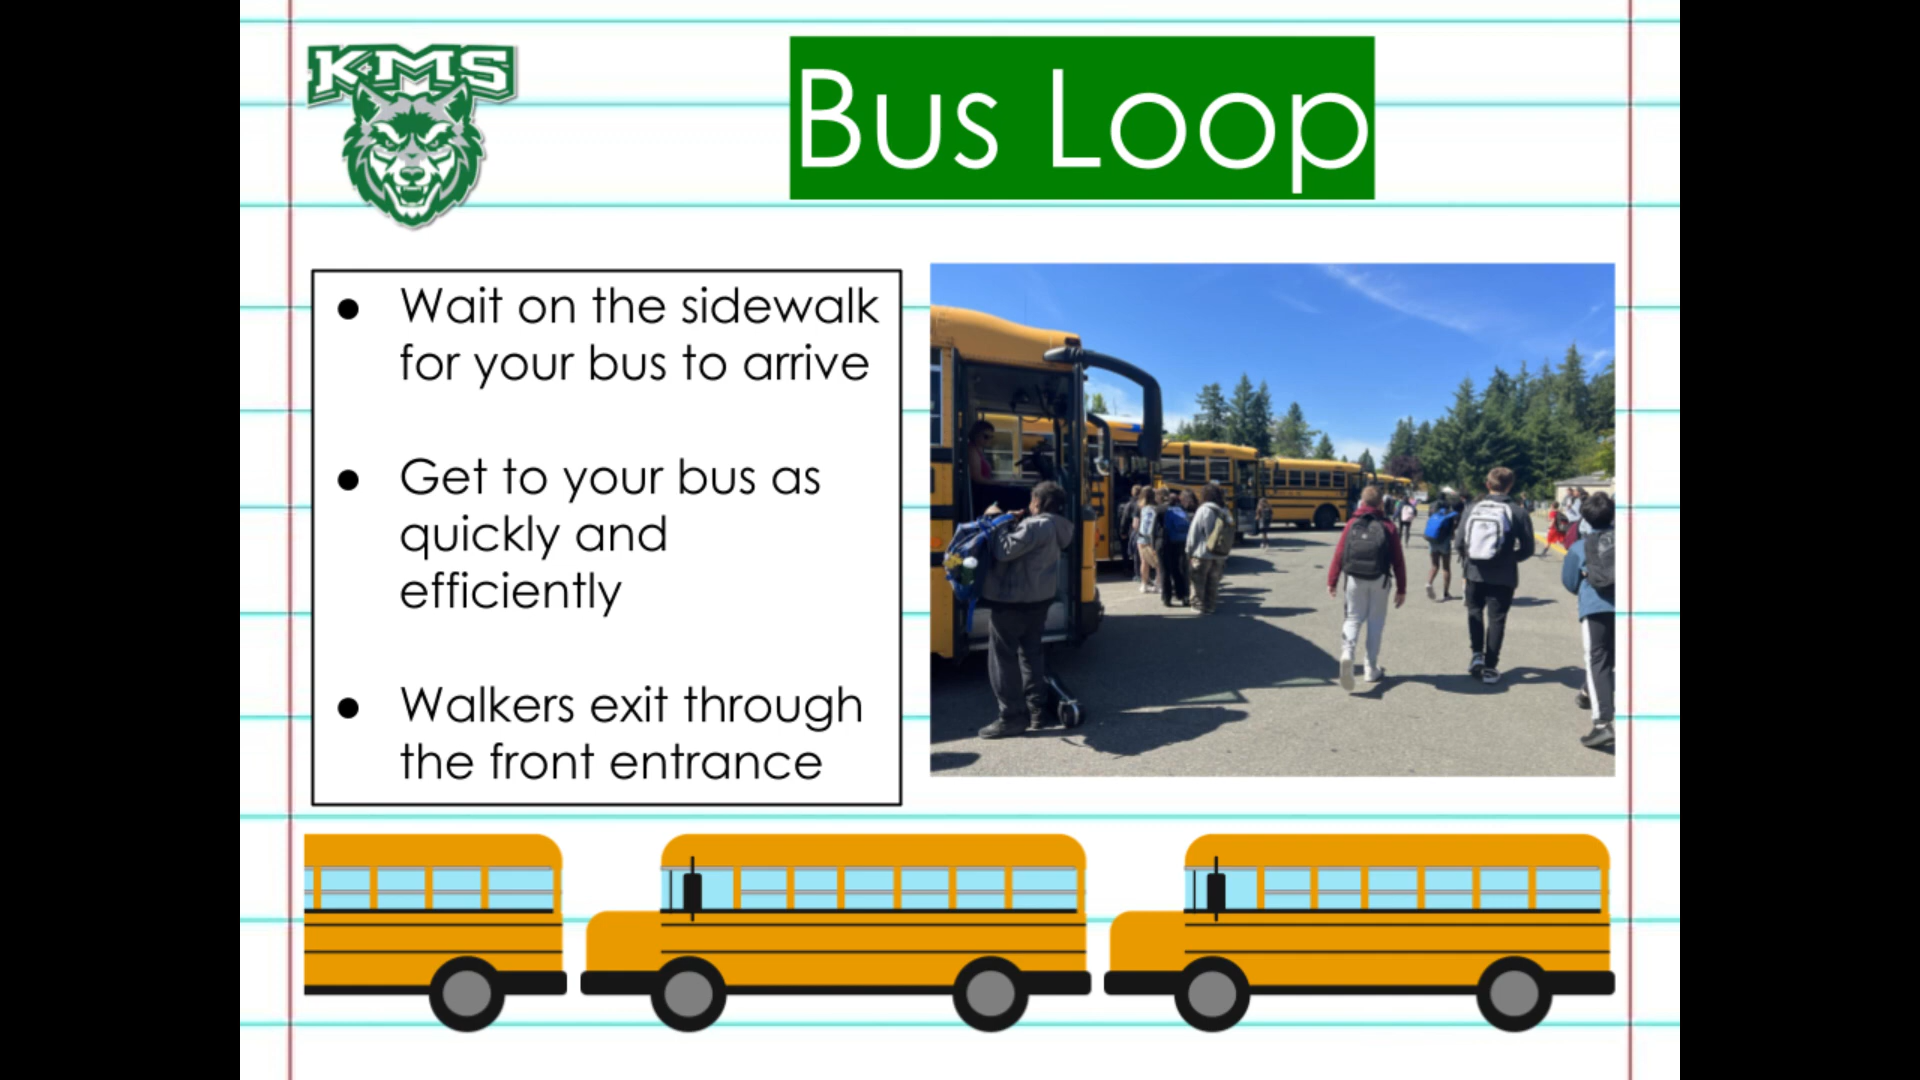 KMS
Bus Loop
● Wait on the sidewalk
for your bus to arrive
● Get to your bus as
quickly and
efficiently
● Walkers exit through
the front entrance